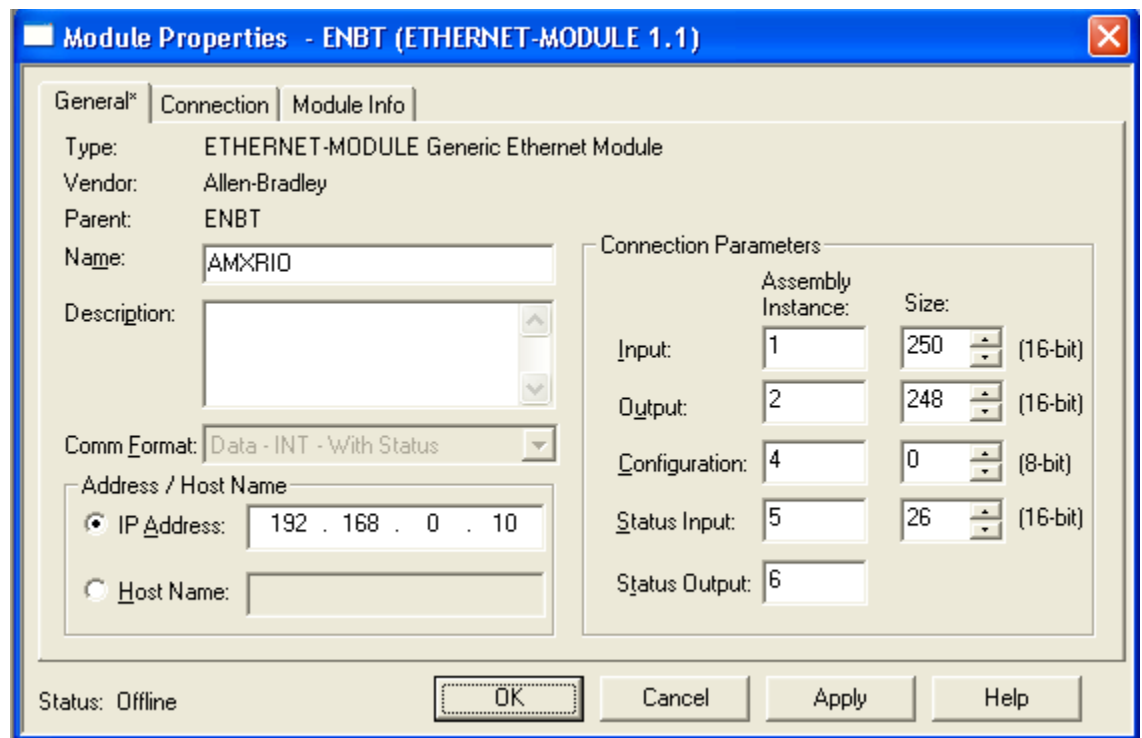 Module Properties - ENBT (ETHERNET-MODULE 1.1)
General* Connection Module Info
Type: ETHERNET-MODULE Generic Ethernet Module
Vendor: Allen-Bradley
Parent: ENBT
Name: AMXRIO
Description:
Comm Format: Data - INT - With Status
Address / Host Name
IP Address: 192 . 168 . 0 . 10
Host Name:
Connection Parameters
Assembly
Instance: Size:
Input: 1 250 (16-bit)
Output: 2 248 (16-bit)
Configuration: 4 0 (8-bit)
Status Input: 5 26 (16-bit)
Status Output: 6
Status: Offline OK Cancel Apply Help